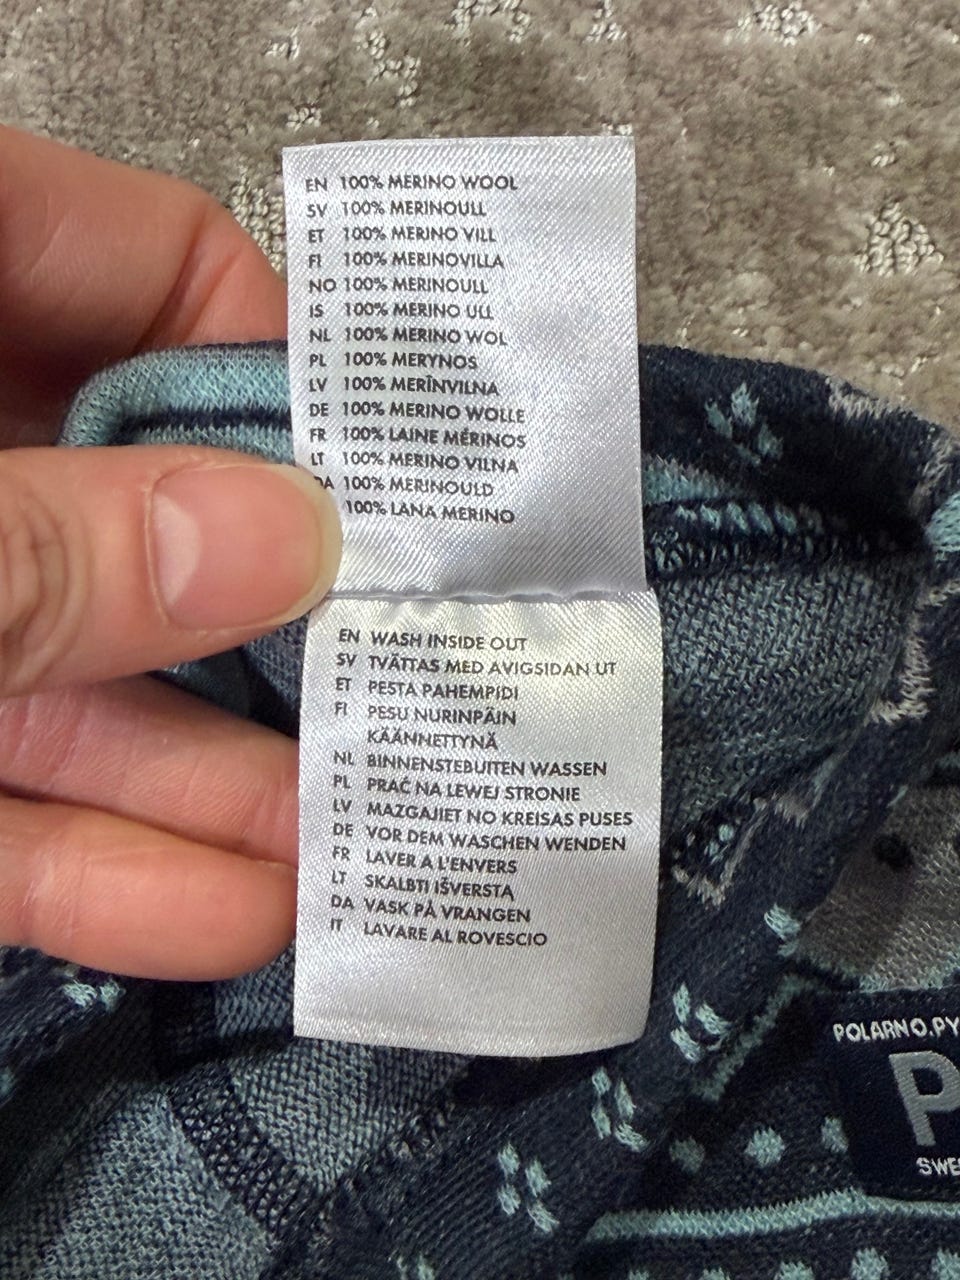 EN 100% MERINO WOOL
SV 100% MERINOULL
ET 100% MERINO VILL
FI 100% MERINOVILLA
NO 100% MERINOULL
IS 100% MERINO ULL
NL 100% MERINO WOL
PL 100% MERYNOS
LV 100% MERĪNVILNA
DE 100% MERINO WOLLE
FR 100% LAINE MÉRINOS
LT 100% MERINO VILNA
DA 100% MERINOULD
100% LANA MERINO
EN WASH INSIDE OUT
SV TVÄTTAS MED AVIGSIDAN UT
ET PESTA PAHEMPIDI
FI PESU NURINPÄIN
KÄÄNNETTYNÄ
NL BINNENSTEBUITEN WASSEN
PL PRAĆ NA LEWEJ STRONIE
LV MAZGAJIET NO KREISAS PUSES
DE VOR DEM WASCHEN WENDEN
FR LAVER A L'ENVERS
LT SKALBTI IŠVERSTĄ
DA VASK PÅ VRANGEN
IT LAVARE AL ROVESCIO
POLARN O. PY
P
SWE